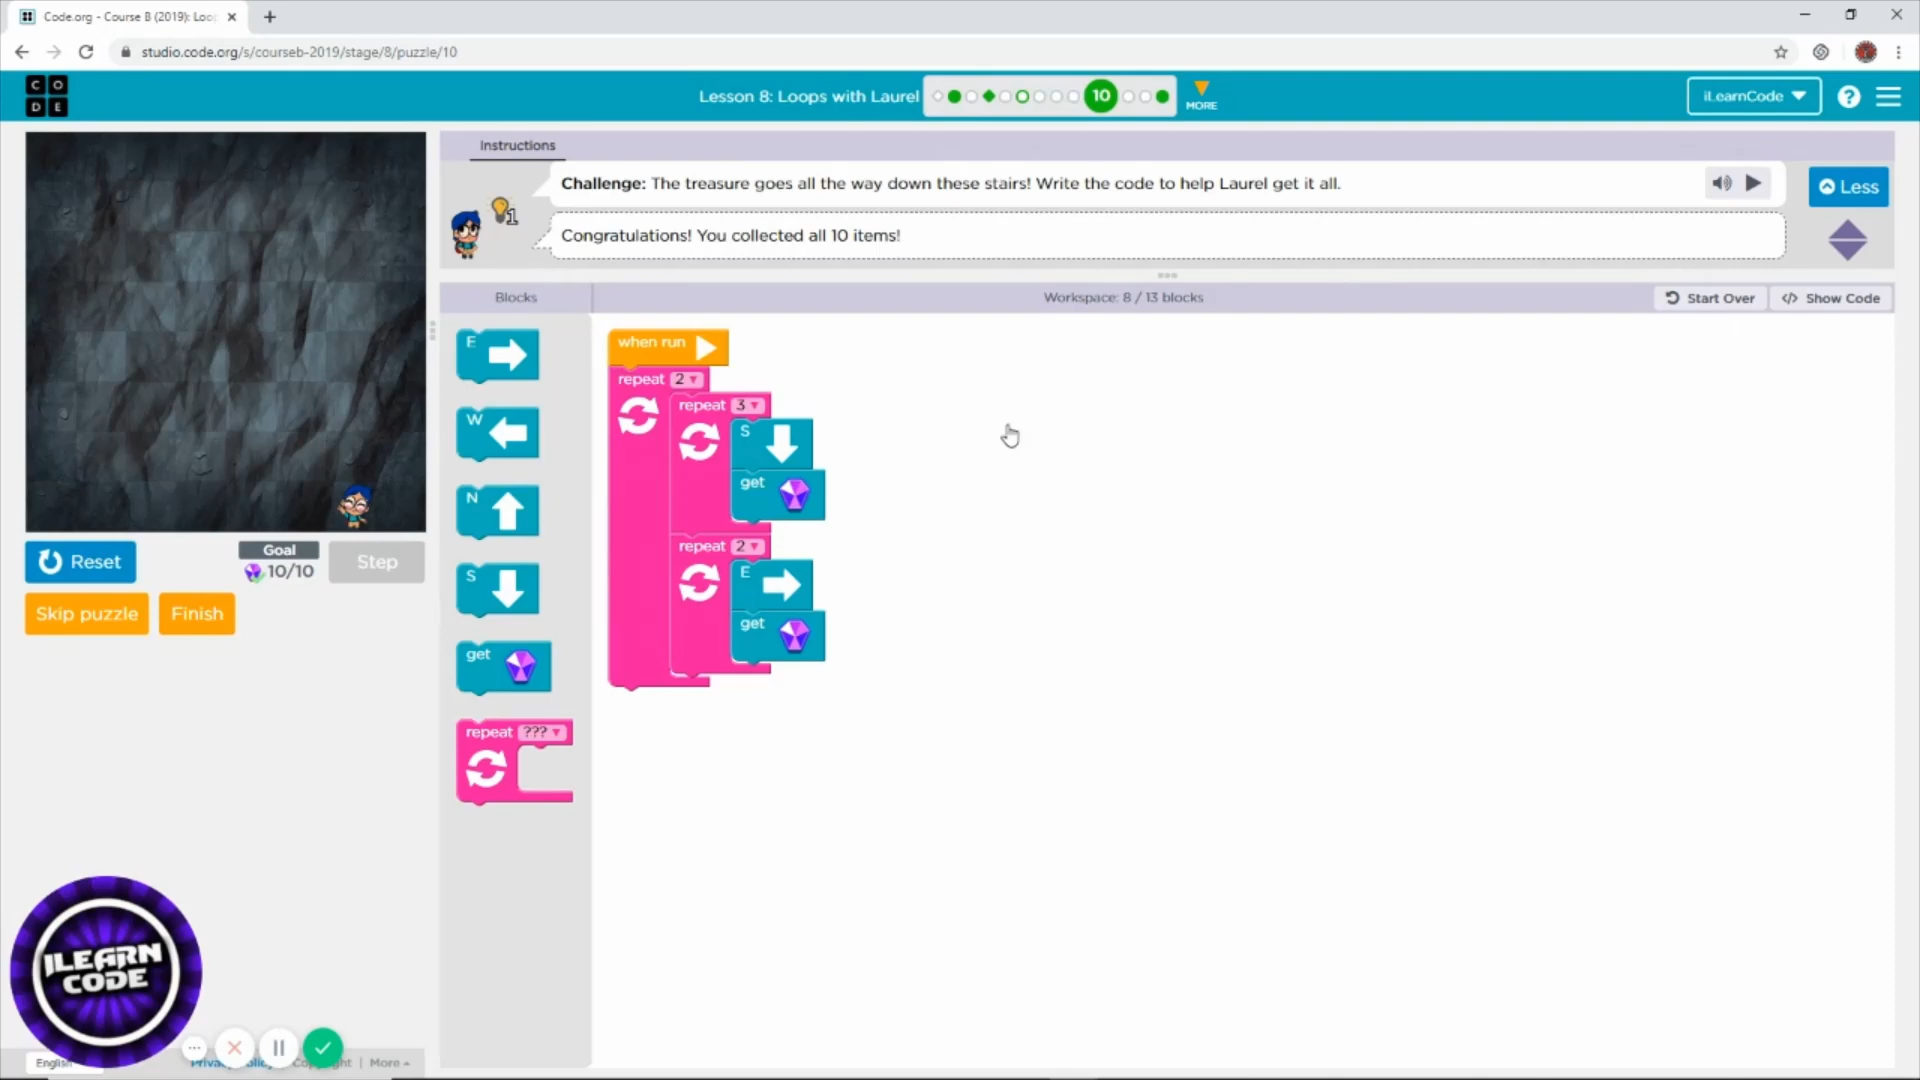 Code.org - Course B (2019): Loo
studio.code.org/s/courseb-2019/stage/8/puzzle/10
C O
D E
Lesson 8: Loops with Laurel
10
MORE
iLearnCode
?
Instructions
Challenge: The treasure goes all the way down these stairs! Write the code to help Laurel get it all.
Less
1
Congratulations! You collected all 10 items!
Blocks
Workspace: 8 / 13 blocks
Start Over
</> Show Code
E
W
N
S
get
repeat ???
when run
repeat 2
repeat 3
S
get
repeat 2
E
get
Reset
Goal
10/10
Step
Skip puzzle
Finish
ILEARN
CODE
More